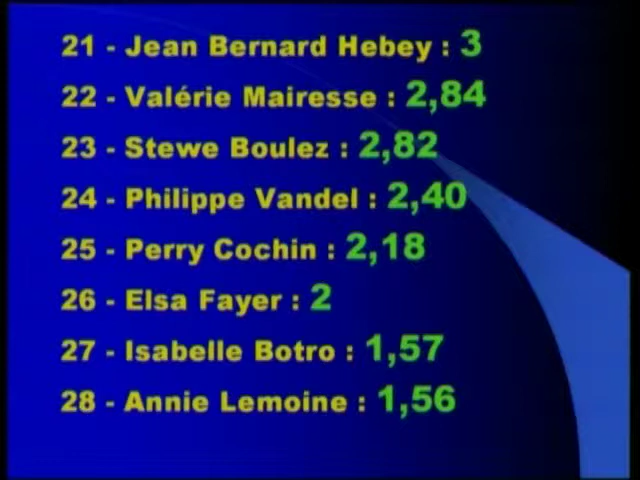 21 - Jean Bernard Hebey : 3
22 - Valérie Mairesse : 2,84
23 - Stewe Boulez : 2,82
24 - Philippe Vandel : 2,40
25 - Perry Cochin : 2,18
26 - Elsa Fayer : 2
27 - Isabelle Botro : 1,57
28 - Annie Lemoine : 1,56